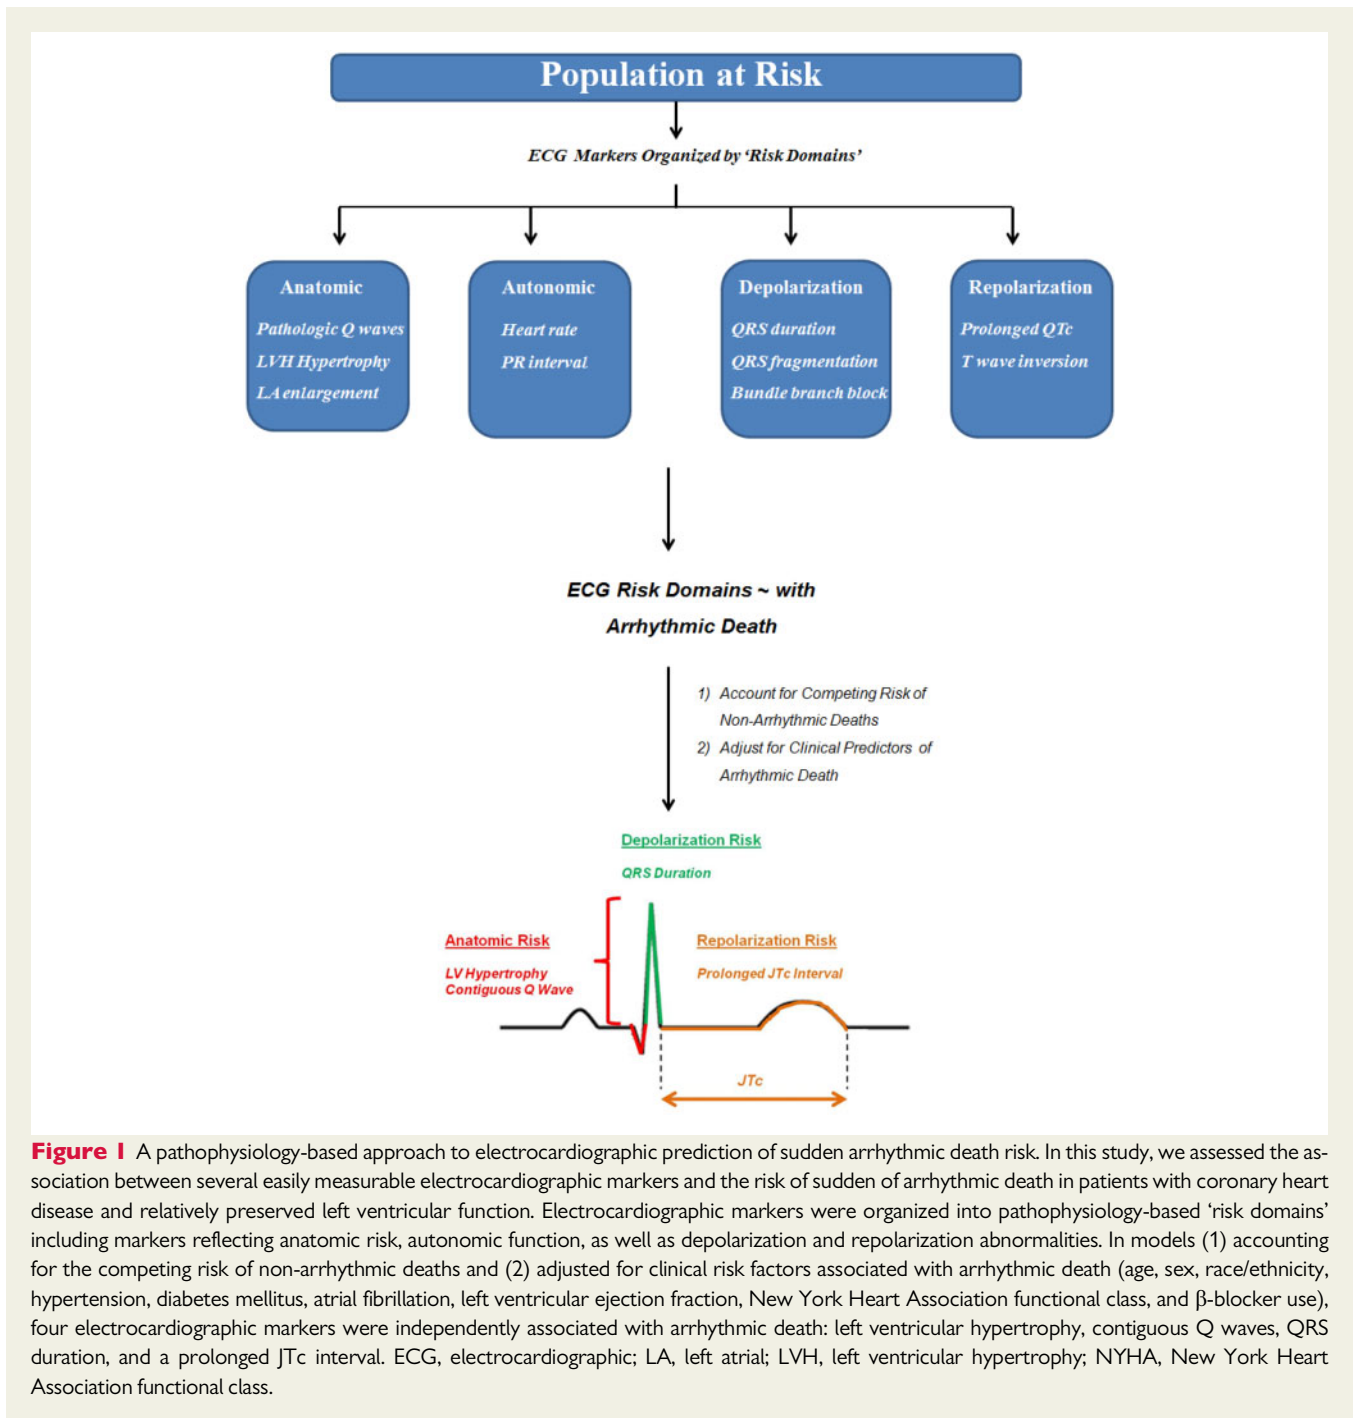 Population at Risk
ECG Markers Organized by ‘Risk Domains’
Anatomic
Pathologic Q waves
LVH Hypertrophy
LA enlargement
Autonomic
Heart rate
PR interval
Depolarization
QRS duration
QRS fragmentation
Bundle branch block
Repolarization
Prolonged QTc
T wave inversion
ECG Risk Domains ~ with
Arrhythmic Death
1) Account for Competing Risk of
Non-Arrhythmic Deaths
2) Adjust for Clinical Predictors of
Arrhythmic Death
Depolarization Risk
QRS Duration
Anatomic Risk
LV Hypertrophy
Contiguous Q Wave
Repolarization Risk
Prolonged JTc Interval
JTc
Figure 1 A pathophysiology-based approach to electrocardiographic prediction of sudden arrhythmic death risk. In this study, we assessed the as-
sociation between several easily measurable electrocardiographic markers and the risk of sudden of arrhythmic death in patients with coronary heart
disease and relatively preserved left ventricular function. Electrocardiographic markers were organized into pathophysiology-based ‘risk domains’
including markers reflecting anatomic risk, autonomic function, as well as depolarization and repolarization abnormalities. In models (1) accounting
for the competing risk of non-arrhythmic deaths and (2) adjusted for clinical risk factors associated with arrhythmic death (age, sex, race/ethnicity,
hypertension, diabetes mellitus, atrial fibrillation, left ventricular ejection fraction, New York Heart Association functional class, and β-blocker use),
four electrocardiographic markers were independently associated with arrhythmic death: left ventricular hypertrophy, contiguous Q waves, QRS
duration, and a prolonged JTc interval. ECG, electrocardiographic; LA, left atrial; LVH, left ventricular hypertrophy; NYHA, New York Heart
Association functional class.